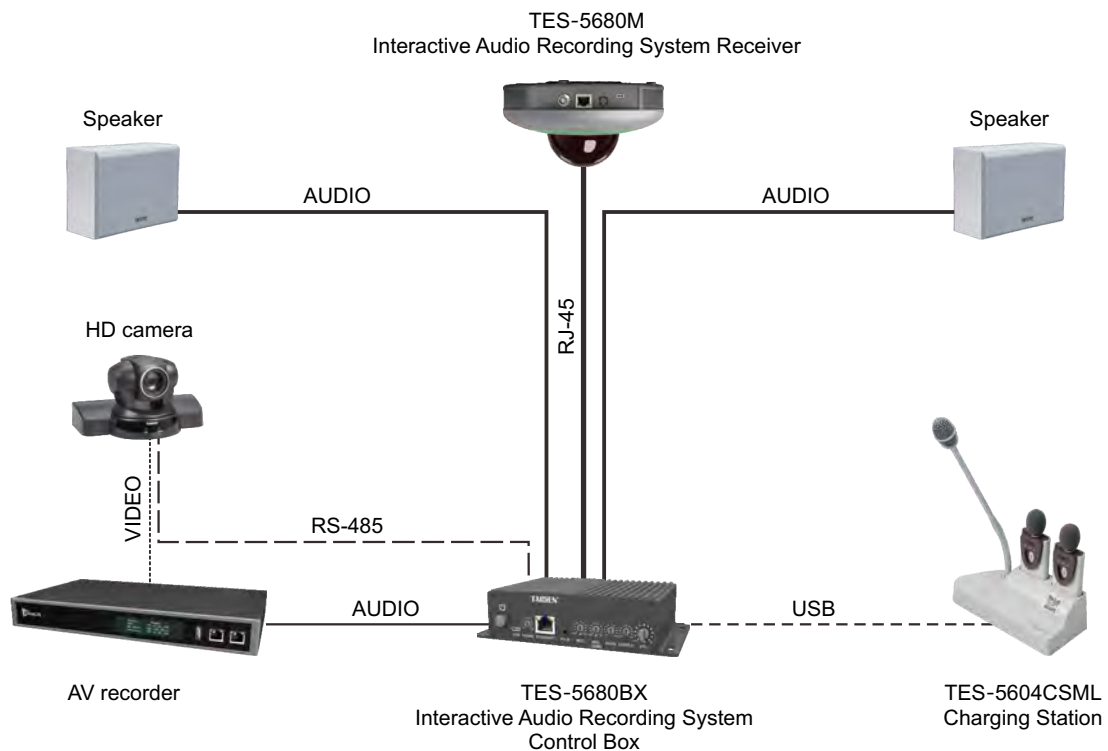 TES-5680M
Interactive Audio Recording System Receiver
Speaker
Speaker
AUDIO
AUDIO
RJ-45
HD camera
VIDEO
RS-485
TAIDEN
AUDIO
USB
AV recorder
TES-5680BX
Interactive Audio Recording System
Control Box
TES-5604CSML
Charging Station